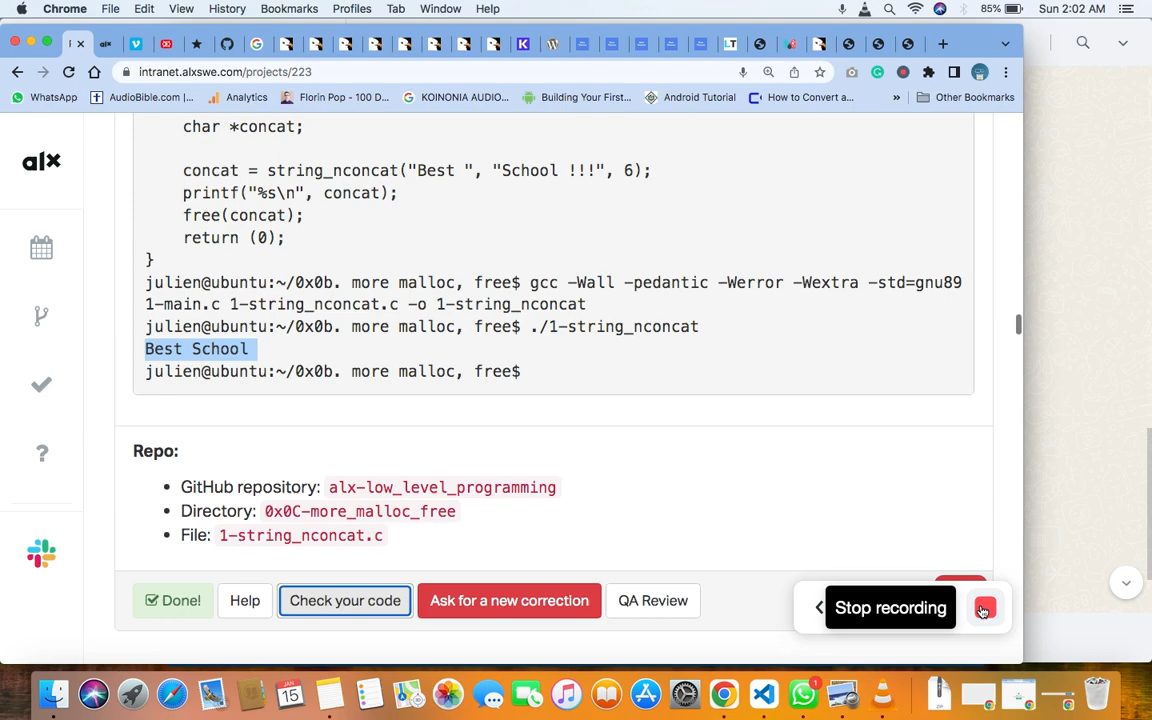 Chrome File Edit View History Bookmarks Profiles Tab Window Help 85% Sun 2:02 AM
intranet.alxswe.com/projects/223
WhatsApp AudioBible.com |... Analytics Florin Pop - 100 D... KOINONIA AUDIO... Building Your First... Android Tutorial How to Convert a... » Other Bookmarks
alx
char *concat;
concat = string_nconcat("Best ", "School !!!", 6);
printf("%s\n", concat);
free(concat);
return (0);
}
julien@ubuntu:~/0x0b. more malloc, free$ gcc -Wall -pedantic -Werror -Wextra -std=gnu89
1-main.c 1-string_nconcat.c -o 1-string_nconcat
julien@ubuntu:~/0x0b. more malloc, free$ ./1-string_nconcat
Best School
julien@ubuntu:~/0x0b. more malloc, free$
Repo:
GitHub repository: alx-low_level_programming
Directory: 0x0C-more_malloc_free
File: 1-string_nconcat.c
Done! Help Check your code Ask for a new correction QA Review
Stop recording